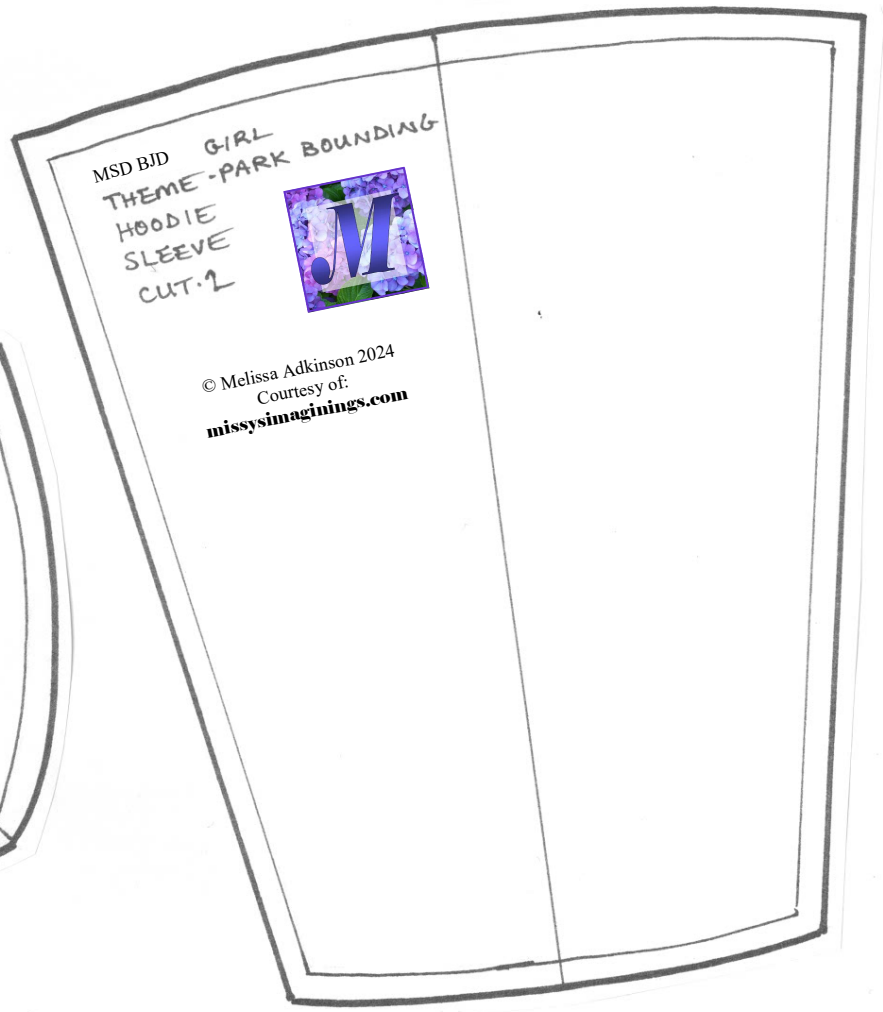 MSD BJD GIRL
THEME-PARK BOUNDING
HOODIE
SLEEVE
CUT.2
M
© Melissa Adkinson 2024
Courtesy of:
missysimaginings.com